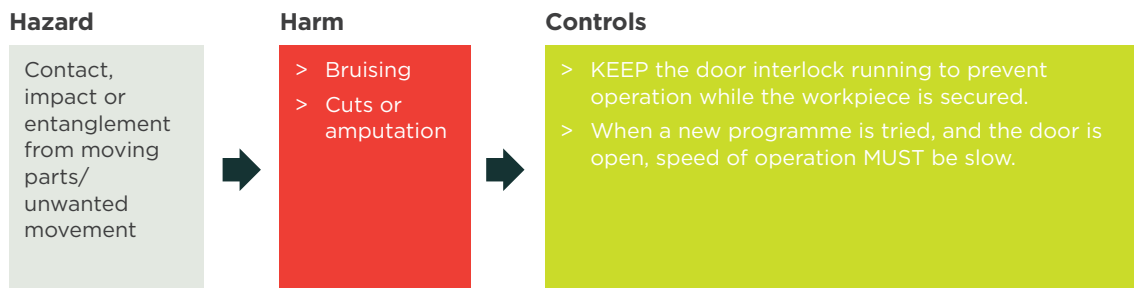 Hazard
Contact,
impact or
entanglement
from moving
parts/
unwanted
movement
Harm
> Bruising
> Cuts or
amputation
Controls
> KEEP the door interlock running to prevent
operation while the workpiece is secured.
> When a new programme is tried, and the door is
open, speed of operation MUST be slow.